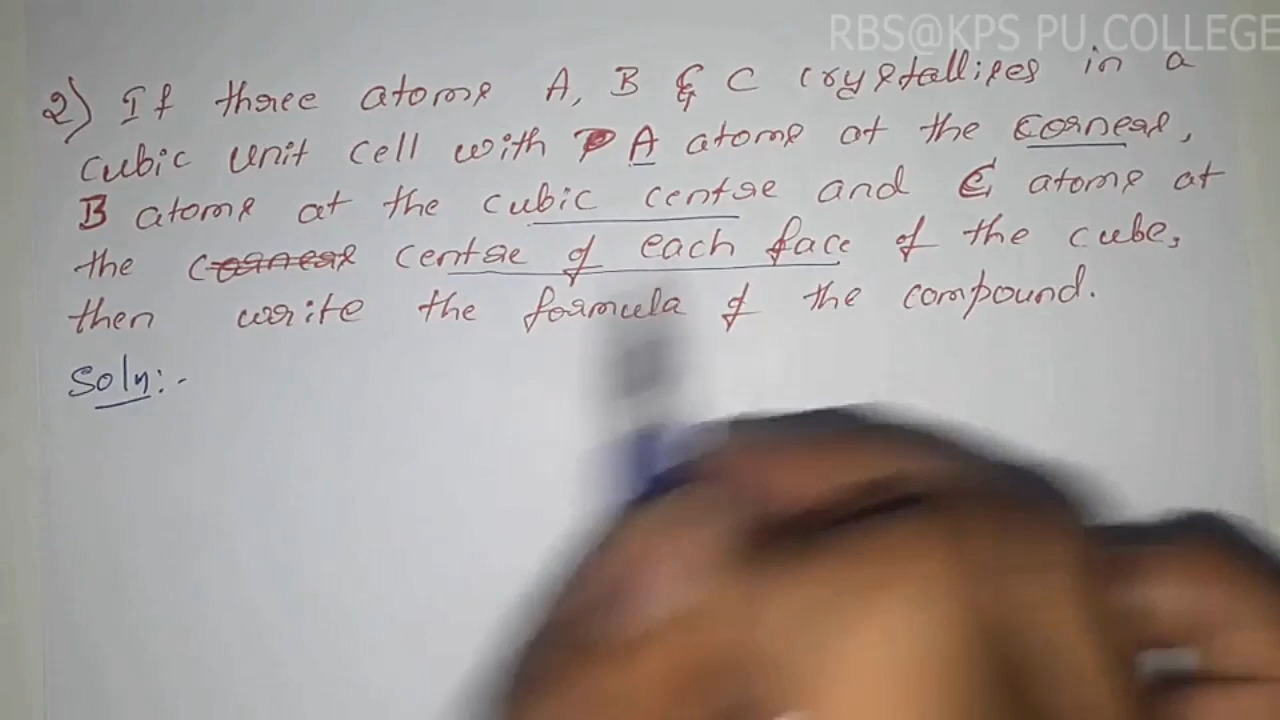 RBS@KPS PU COLLEGE
2) If three atoms A, B & C crystallises in a
cubic unit cell with A atoms at the corners,
B atoms at the cubic centre and C atoms at
the corners centre of each face of the cube,
then write the formula of the compound.
Soln:-